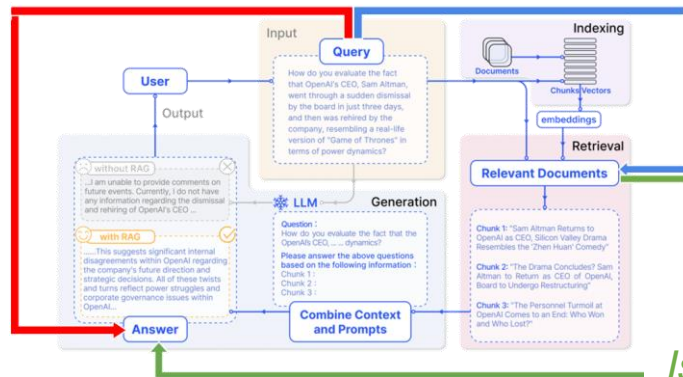 Input
Query
How do you evaluate the fact
that OpenAI's CEO, Sam Altman,
went through a sudden dismissal
by the board in just three days,
and then was rehired by the
company, resembling a real-life
version of "Game of Thrones" in
terms of power dynamics?
Indexing
Documents
Chunks
Vectors
embeddings
User
Output
Retrieval
Relevant Documents
Chunk 1: "Sam Altman Returns to
OpenAI as CEO, Silicon Valley Drama
Resembles the 'Zhen Huan' Comedy"
Chunk 2: "The Drama Concludes? Sam
Altman to Return as CEO of OpenAI,
Board to Undergo Restructuring"
Chunk 3: "The Personnel Turmoil at
OpenAI Comes to an End: Who Won
and Who Lost?"
without RAG
...I am unable to provide comments on
future events. Currently, I do not have
any information regarding the dismissal
and rehiring of OpenAI's CEO ...
with RAG
......This suggests significant internal
disagreements within OpenAI regarding
the company's future direction and
strategic decisions. All of these twists
and turns reflect power struggles and
corporate governance issues within
OpenAI...
Answer
LLM
Generation
Question :
How do you evaluate the fact that the
OpenAI's CEO, ... ... dynamics?
Please answer the above questions
based on the following information :
Chunk 1 :
Chunk 2 :
Chunk 3 :
Combine Context
and Prompts